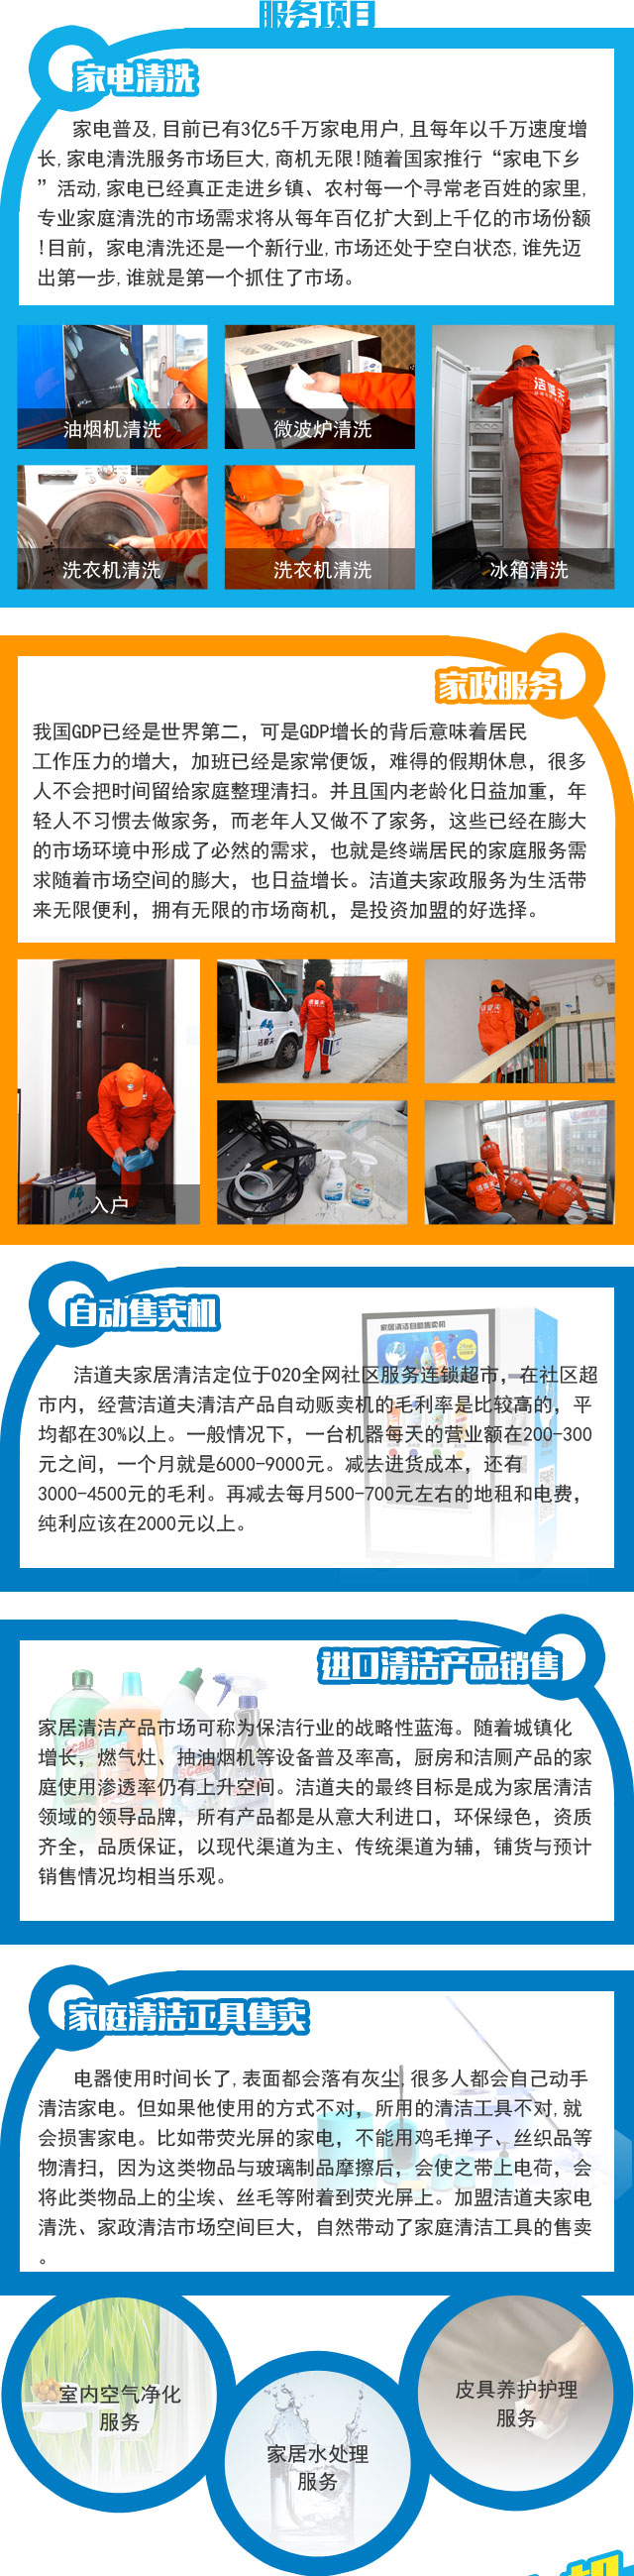 服务项目
家电清洗
家电普及,目前已有3亿5千万家电用户,且每年以千万速度增
长,家电清洗服务市场巨大,商机无限!随着国家推行“家电下乡
”活动,家电已经真正走进乡镇、农村每一个寻常老百姓的家里,
专业家庭清洗的市场需求将从每年百亿扩大到上千亿的市场份额
!目前，家电清洗还是一个新行业,市场还处于空白状态,谁先迈
出第一步,谁就是第一个抓住了市场。
洁道夫
油烟机清洗
微波炉清洗
洗衣机清洗
洗衣机清洗
冰箱清洗
家政服务
我国GDP已经是世界第二，可是GDP增长的背后意味着居民
工作压力的增大，加班已经是家常便饭，难得的假期休息，很多
人不会把时间留给家庭整理清扫。并且国内老龄化日益加重，年
轻人不习惯去做家务，而老年人又做不了家务，这些已经在膨大
的市场环境中形成了必然的需求，也就是终端居民的家庭服务需
求随着市场空间的膨大，也日益增长。洁道夫家政服务为生活带
来无限便利，拥有无限的市场商机，是投资加盟的好选择。
洁道夫
洁道夫
洁道夫
入户
自动售卖机
家居清洁自助售卖机
洁道夫家居清洁定位于O2O全网社区服务连锁超市，在社区超
市内，经营洁道夫清洁产品自动贩卖机的毛利率是比较高的，平
均都在30%以上。一般情况下，一台机器每天的营业额在200-300
元之间，一个月就是6000-9000元。减去进货成本，还有
3000-4500元的毛利。再减去每月500-700元左右的地租和电费，
纯利应该在2000元以上。
进口清洁产品销售
家居清洁产品市场可称为保洁行业的战略性蓝海。随着城镇化
增长，燃气灶、抽油烟机等设备普及率高，厨房和洁厕产品的家
庭使用渗透率仍有上升空间。洁道夫的最终目标是成为家居清洁
领域的领导品牌，所有产品都是从意大利进口，环保绿色，资质
齐全，品质保证，以现代渠道为主、传统渠道为辅，铺货与预计
销售情况均相当乐观。
scala
scala
scala
家庭清洁工具售卖
电器使用时间长了,表面都会落有灰尘,很多人都会自己动手
清洁家电。但如果他使用的方式不对，所用的清洁工具不对,就
会损害家电。比如带荧光屏的家电，不能用鸡毛掸子、丝织品等
物清扫，因为这类物品与玻璃制品摩擦后，会使之带上电荷，会
将此类物品上的尘埃、丝毛等附着到荧光屏上。加盟洁道夫家电
清洗、家政清洁市场空间巨大，自然带动了家庭清洁工具的售卖
。
室内空气净化
服务
家居水处理
服务
皮具养护护理
服务